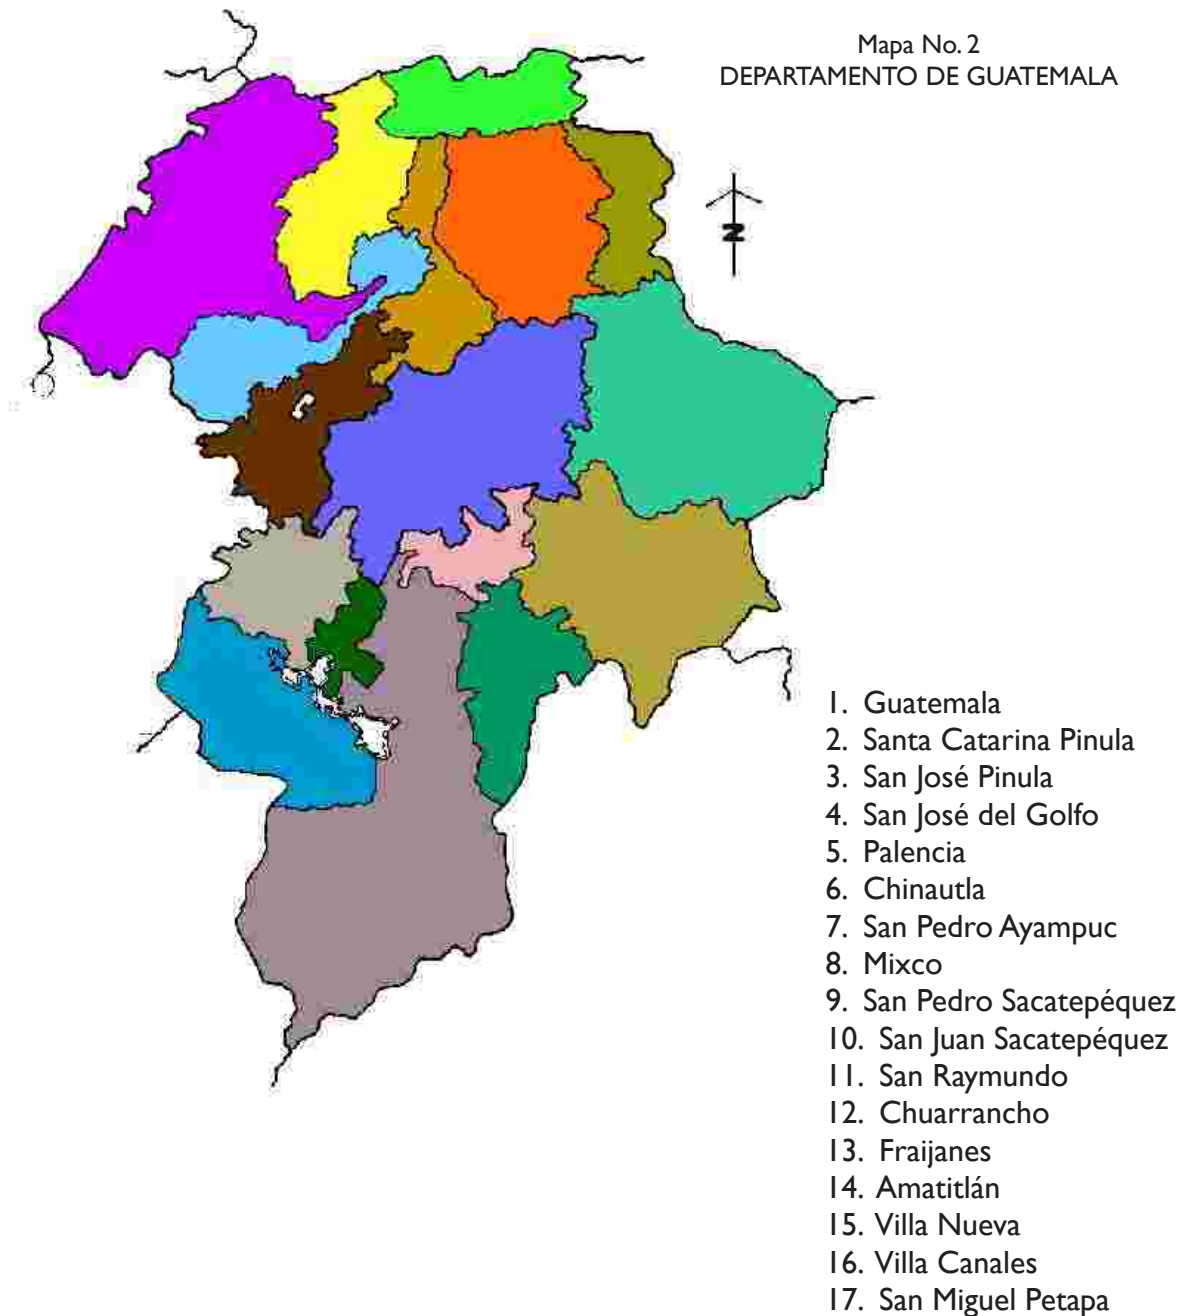 Mapa No. 2
DEPARTAMENTO DE GUATEMALA
N
1. Guatemala
2. Santa Catarina Pinula
3. San José Pinula
4. San José del Golfo
5. Palencia
6. Chinautla
7. San Pedro Ayampuc
8. Mixco
9. San Pedro Sacatepéquez
10. San Juan Sacatepéquez
11. San Raymundo
12. Chuarrancho
13. Fraijanes
14. Amatitlán
15. Villa Nueva
16. Villa Canales
17. San Miguel Petapa